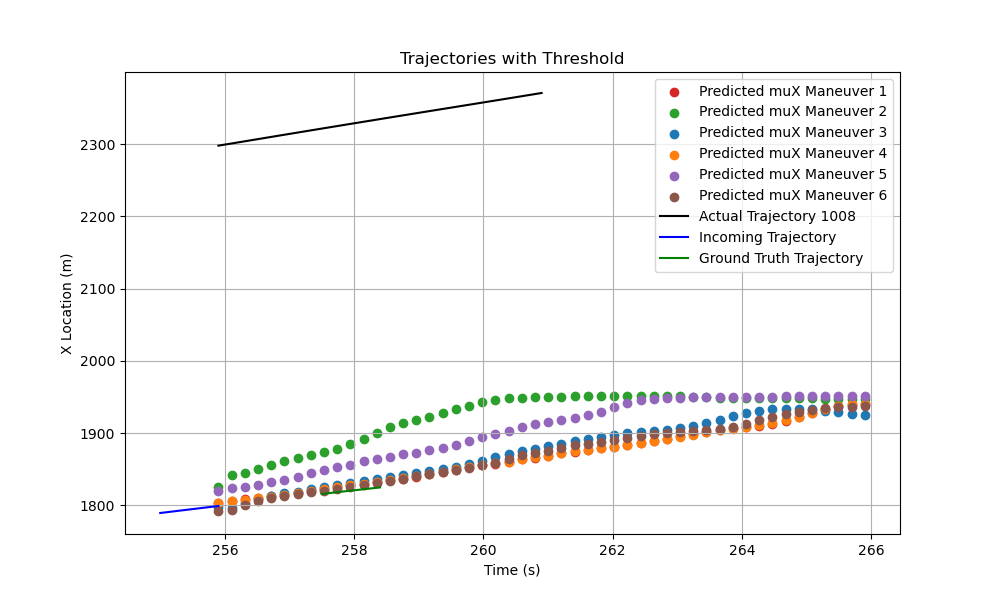 Trajectories with Threshold
Predicted muX Maneuver 1
Predicted muX Maneuver 2
Predicted muX Maneuver 3
Predicted muX Maneuver 4
Predicted muX Maneuver 5
Predicted muX Maneuver 6
Actual Trajectory 1008
Incoming Trajectory
Ground Truth Trajectory
X Location (m)
2300
2200
2100
2000
1900
1800
256 258 260 262 264 266
Time (s)